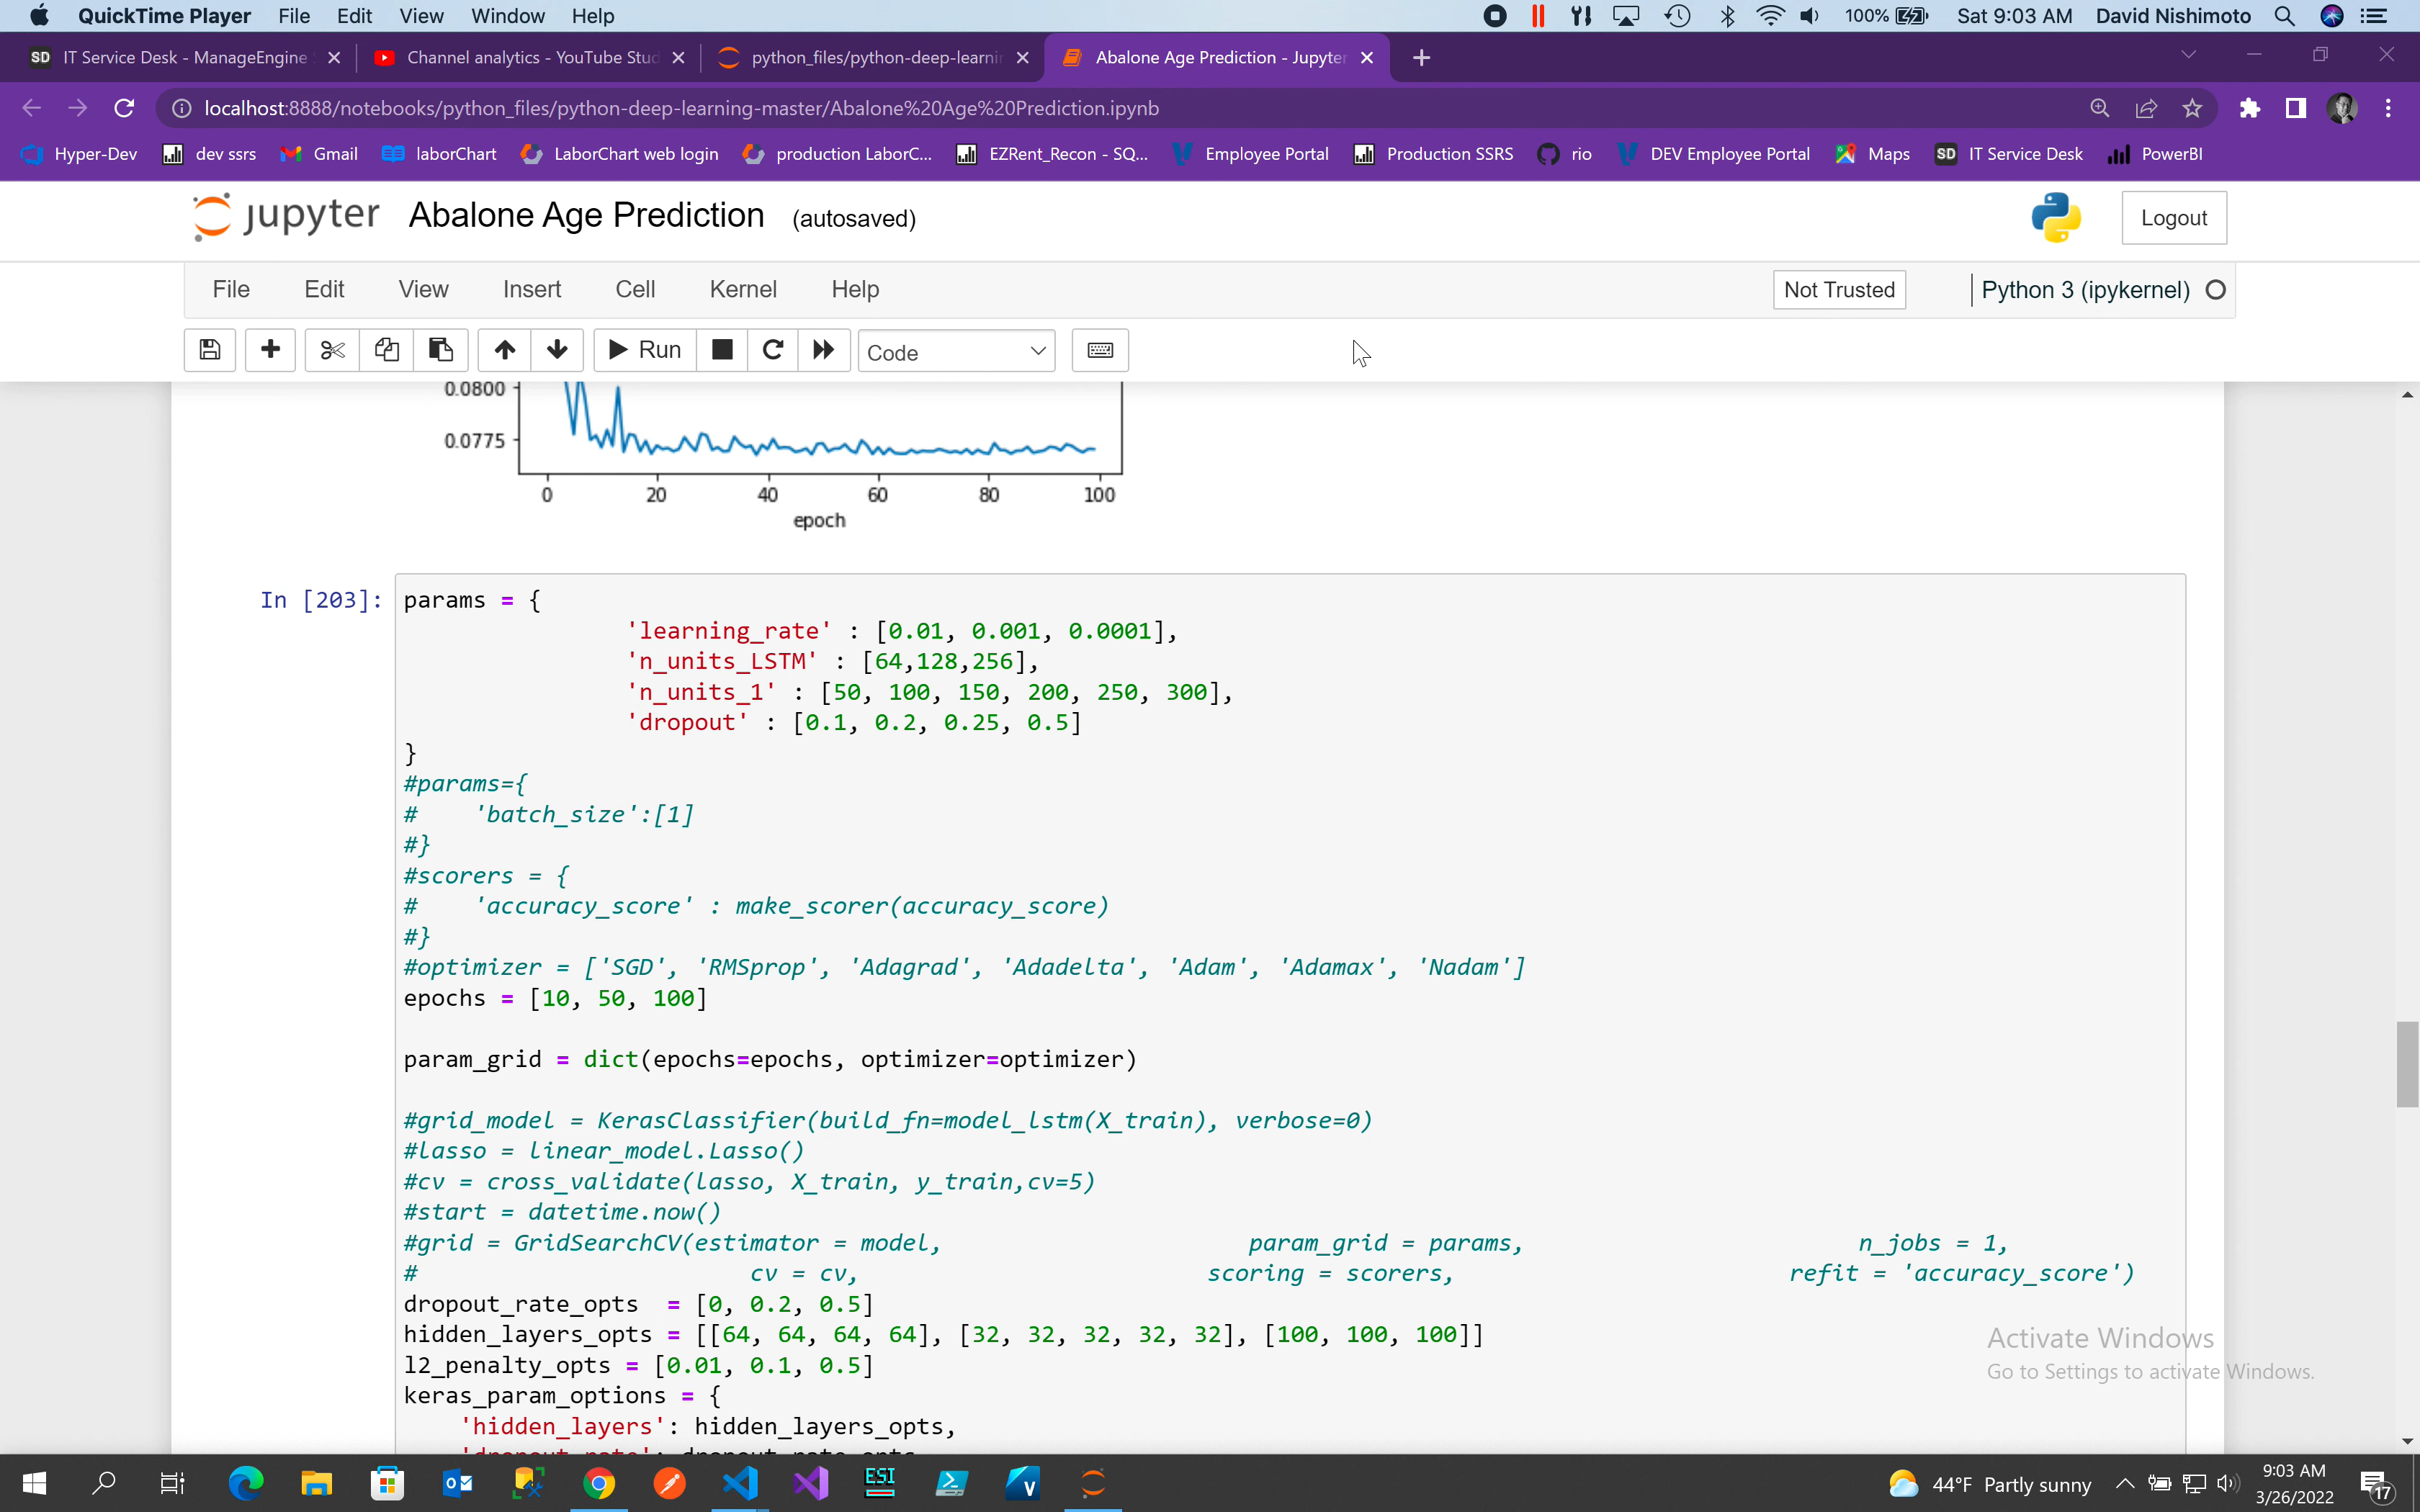 QuickTime Player File Edit View Window Help 100% Sat 9:03 AM David Nishimoto
SD IT Service Desk - ManageEngine Channel analytics - YouTube Stud python_files/python-deep-learnin Abalone Age Prediction - Jupyter
localhost:8888/notebooks/python_files/python-deep-learning-master/Abalone%20Age%20Prediction.ipynb
Hyper-Dev dev ssrs Gmail laborChart LaborChart web login production LaborC... EZRent_Recon - SQ... Employee Portal Production SSRS rio DEV Employee Portal Maps SD IT Service Desk PowerBI
jupyter Abalone Age Prediction (autosaved) Logout
File Edit View Insert Cell Kernel Help Not Trusted Python 3 (ipykernel)
Run Code
0.0800
0.0775
0 20 40 60 80 100
epoch
In [203]: params = {
'learning_rate' : [0.01, 0.001, 0.0001],
'n_units_LSTM' : [64,128,256],
'n_units_1' : [50, 100, 150, 200, 250, 300],
'dropout' : [0.1, 0.2, 0.25, 0.5]
}
#params={
# 'batch_size':[1]
#}
#scorers = {
# 'accuracy_score' : make_scorer(accuracy_score)
#}
#optimizer = ['SGD', 'RMSprop', 'Adagrad', 'Adadelta', 'Adam', 'Adamax', 'Nadam']
epochs = [10, 50, 100]
param_grid = dict(epochs=epochs, optimizer=optimizer)
#grid_model = KerasClassifier(build_fn=model_lstm(X_train), verbose=0)
#lasso = linear_model.Lasso()
#cv = cross_validate(lasso, X_train, y_train,cv=5)
#start = datetime.now()
#grid = GridSearchCV(estimator = model, param_grid = params, n_jobs = 1,
# cv = cv, scoring = scorers, refit = 'accuracy_score')
dropout_rate_opts = [0, 0.2, 0.5]
hidden_layers_opts = [[64, 64, 64, 64], [32, 32, 32, 32, 32], [100, 100, 100]]
l2_penalty_opts = [0.01, 0.1, 0.5]
keras_param_options = {
'hidden_layers': hidden_layers_opts,
'dropout_rate': dropout_rate_opts,
Activate Windows
Go to Settings to activate Windows.
ESI 44°F Partly sunny 9:03 AM
3/26/2022 17